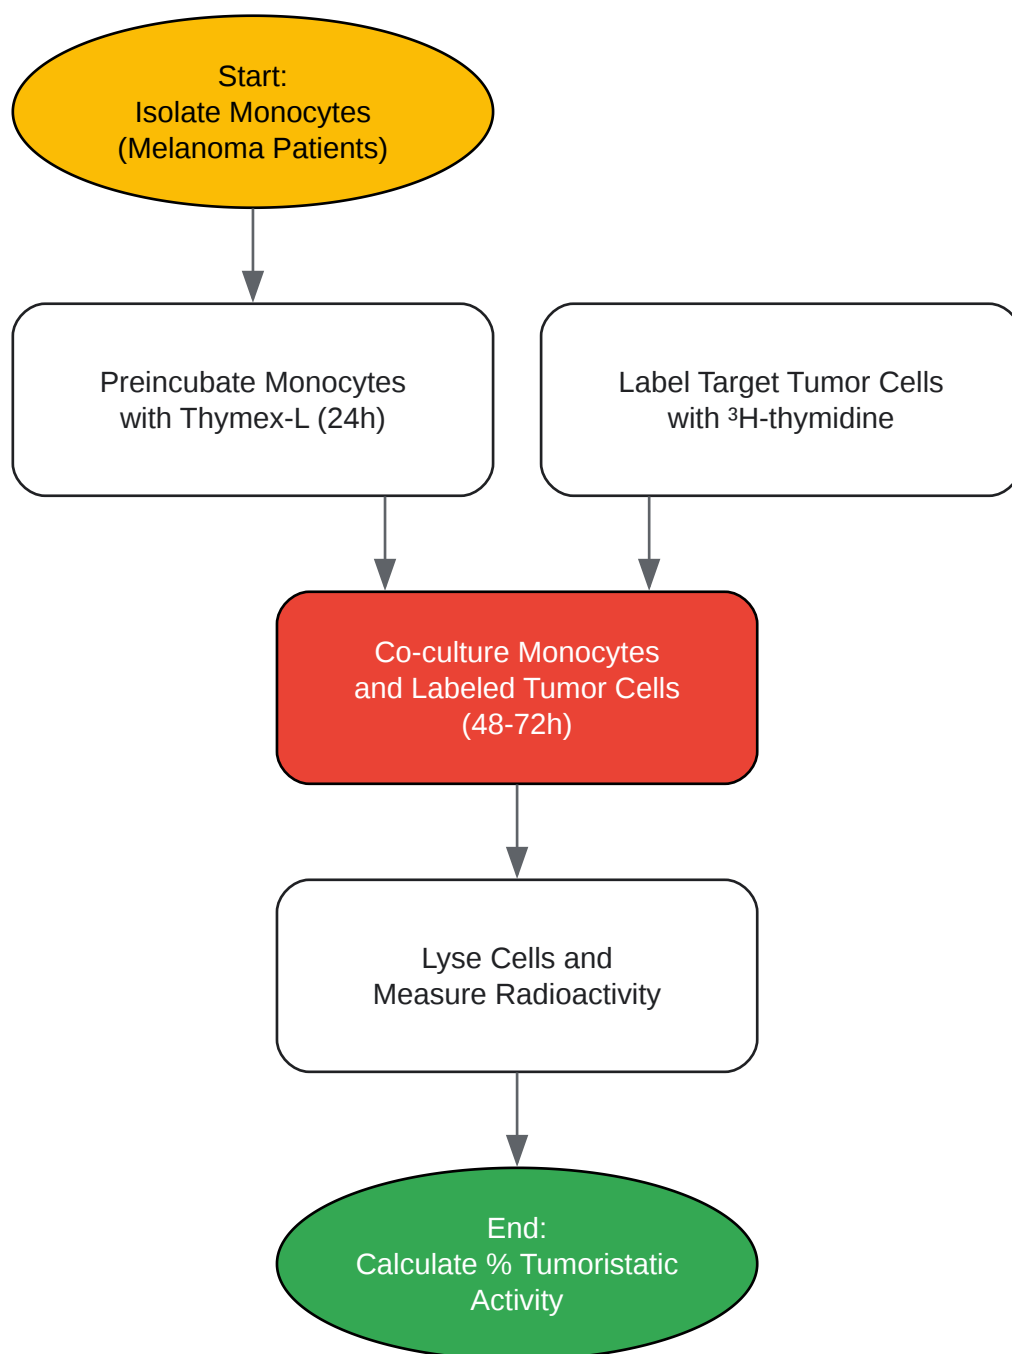 Start:
Isolate Monocytes
(Melanoma Patients)
Preincubate Monocytes
with Thymex-L (24h)
Label Target Tumor Cells
with ³H-thymidine
Co-culture Monocytes
and Labeled Tumor Cells
(48-72h)
Lyse Cells and
Measure Radioactivity
End:
Calculate % Tumoristatic
Activity